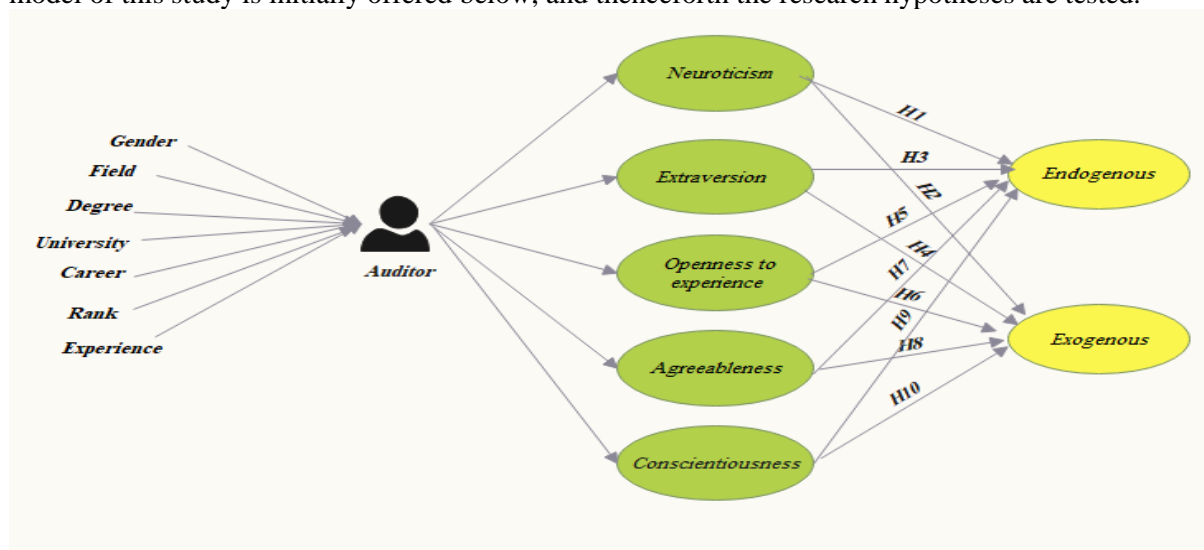 model of this study is initially offered below, and thenceforth the research hypotheses are tested.
Gender
Field
Degree
University
Career
Rank
Experience
Auditor
Neuroticism
Extraversion
Openness to
experience
Agreeableness
Conscientiousness
H1
H3
H2
H5
H4
H7
H6
H9
H8
H10
Endogenous
Exogenous